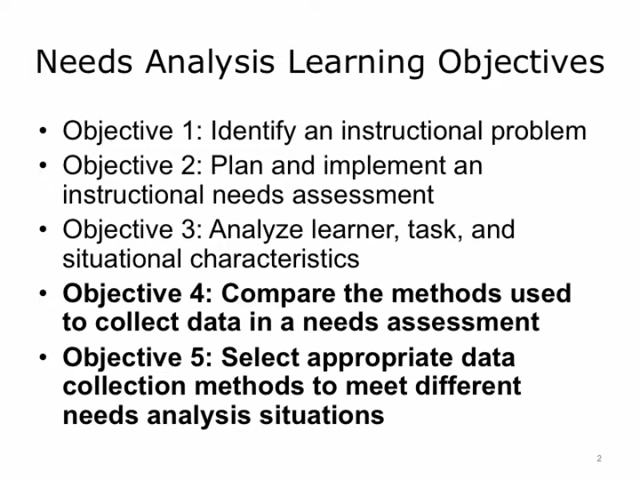 Needs Analysis Learning Objectives
• Objective 1: Identify an instructional problem
• Objective 2: Plan and implement an
instructional needs assessment
• Objective 3: Analyze learner, task, and
situational characteristics
• Objective 4: Compare the methods used
to collect data in a needs assessment
• Objective 5: Select appropriate data
collection methods to meet different
needs analysis situations
2